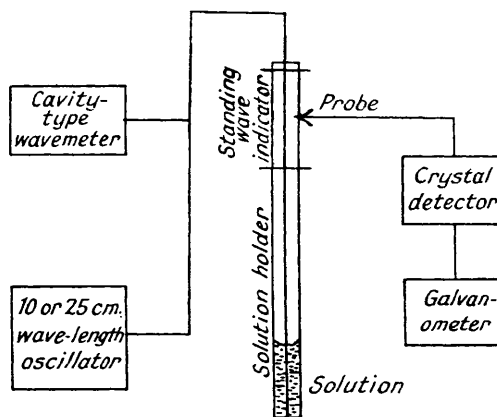 Cavity-
type
wavemeter
10 or 25 cm.
wave-length
oscillator
Standing
wave
indicator
Solution holder
Probe
Crystal
detector
Galvan-
ometer
Solution